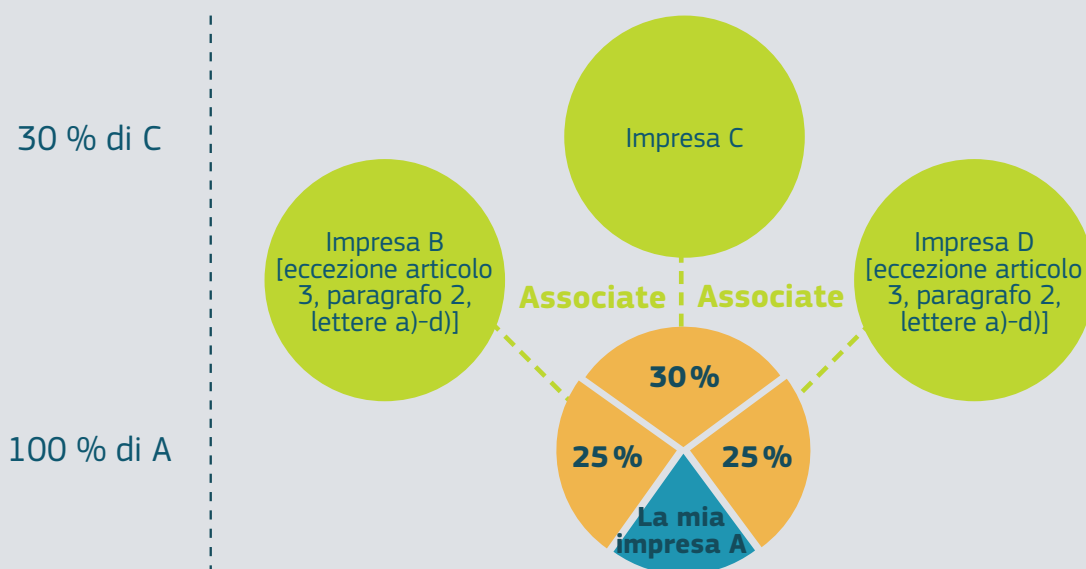 30 % di C
Impresa C
Impresa B
[eccezione articolo
3, paragrafo 2,
lettere a)-d)]
Impresa D
[eccezione articolo
3, paragrafo 2,
lettere a)-d)]
Associate
Associate
30 %
100 % di A
25 %
25 %
La mia
impresa A